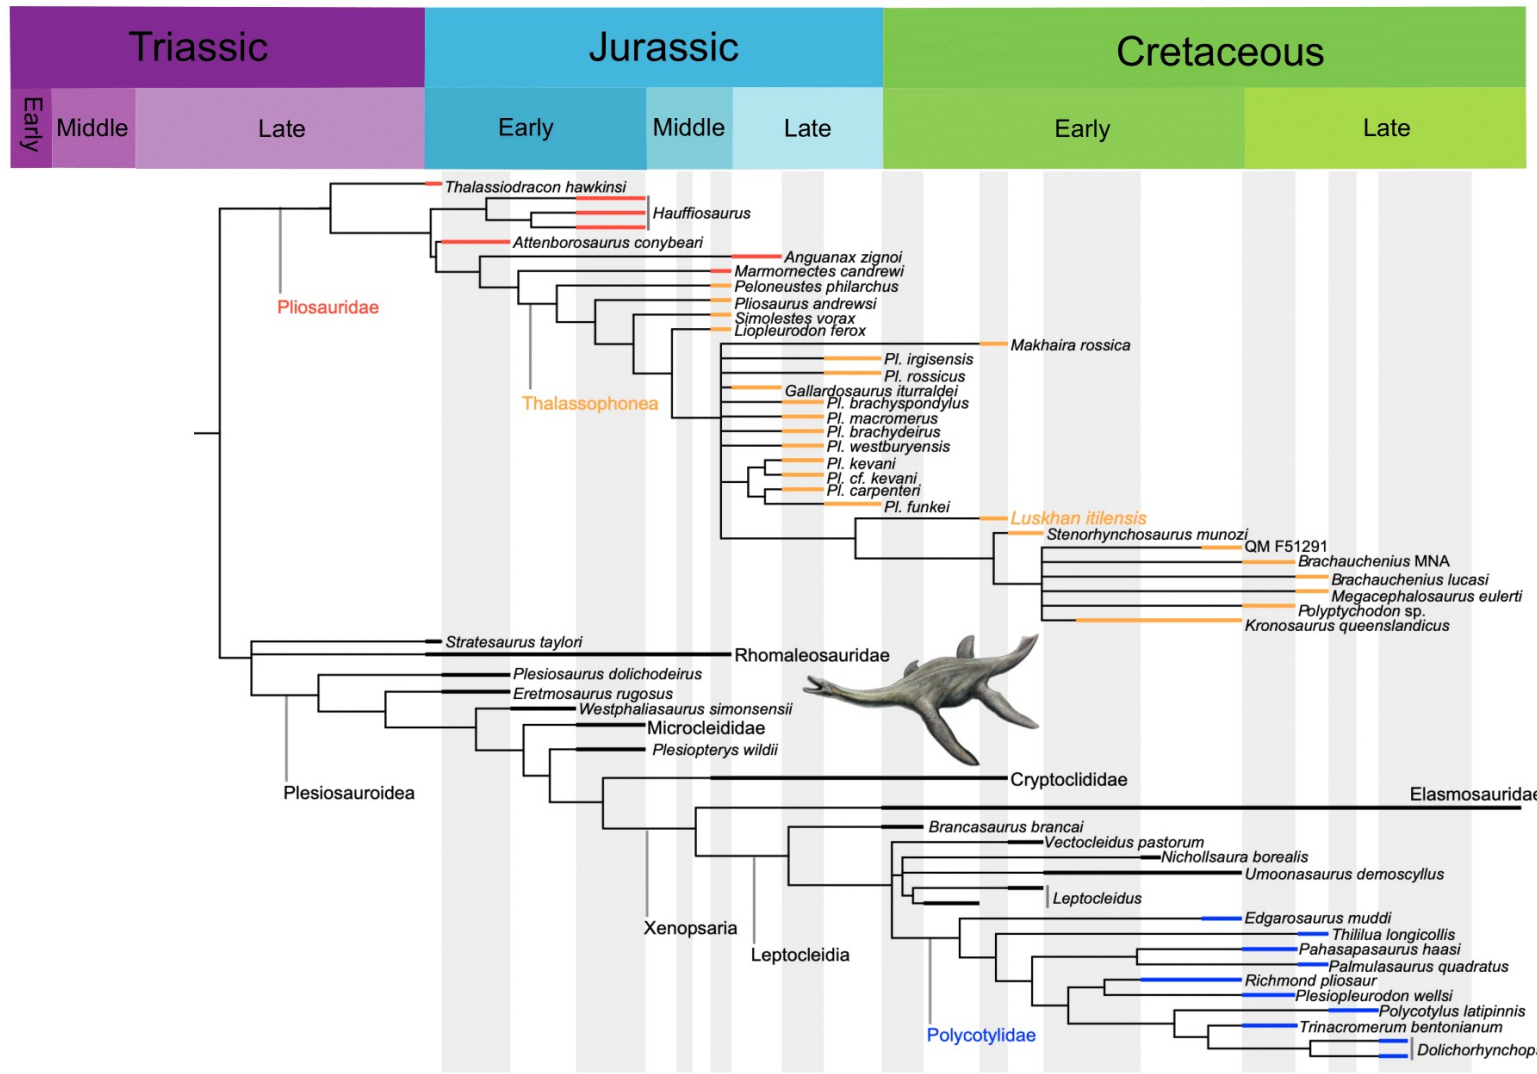 Triassic
Jurassic
Cretaceous
Early
Middle
Late
Early
Middle
Late
Early
Late
Thalassiodracon hawkinsi
Hauffiosaurus
Attenborosaurus conybeari
Anguanax zignoi
Marmornectes candrewi
Peloneustes philarchus
Pliosauridae
Pliosaurus andrewsi
Simolestes vorax
Liopleurodon ferox
Makhaira rossica
Pl. irgisensis
Pl. rossicus
Gallardosaurus iturraldei
Thalassophonea
Pl. brachyspondylus
Pl. macromerus
Pl. brachydeirus
Pl. westburyensis
Pl. kevani
Pl. cf. kevani
Pl. carpenteri
Pl. funkei
Luskhan itilensis
Stenorhynchosaurus munozi
QM F51291
Brachauchenius MNA
Brachauchenius lucasi
Megacephalosaurus eulerti
Polyptychodon sp.
Kronosaurus queenslandicus
Stratesaurus taylori
Rhomaleosauridae
Plesiosaurus dolichodeirus
Eretmosaurus rugosus
Westphaliasaurus simonsensii
Microcleididae
Plesiopterys wildii
Cryptoclididae
Plesiosauroidea
Elasmosauridae
Brancasaurus brancai
Vectocleidus pastorum
Nichollsaura borealis
Umoonasaurus demoscyllus
Leptocleidus
Edgarosaurus muddi
Xenopsaria
Thililua longicollis
Pahasapasaurus haasi
Leptocleidia
Palmulasaurus quadratus
Richmond pliosaur
Plesiopleurodon wellsi
Polycotylus latipinnis
Trinacromerum bentonianum
Polycotylidae
Dolichorhynchops